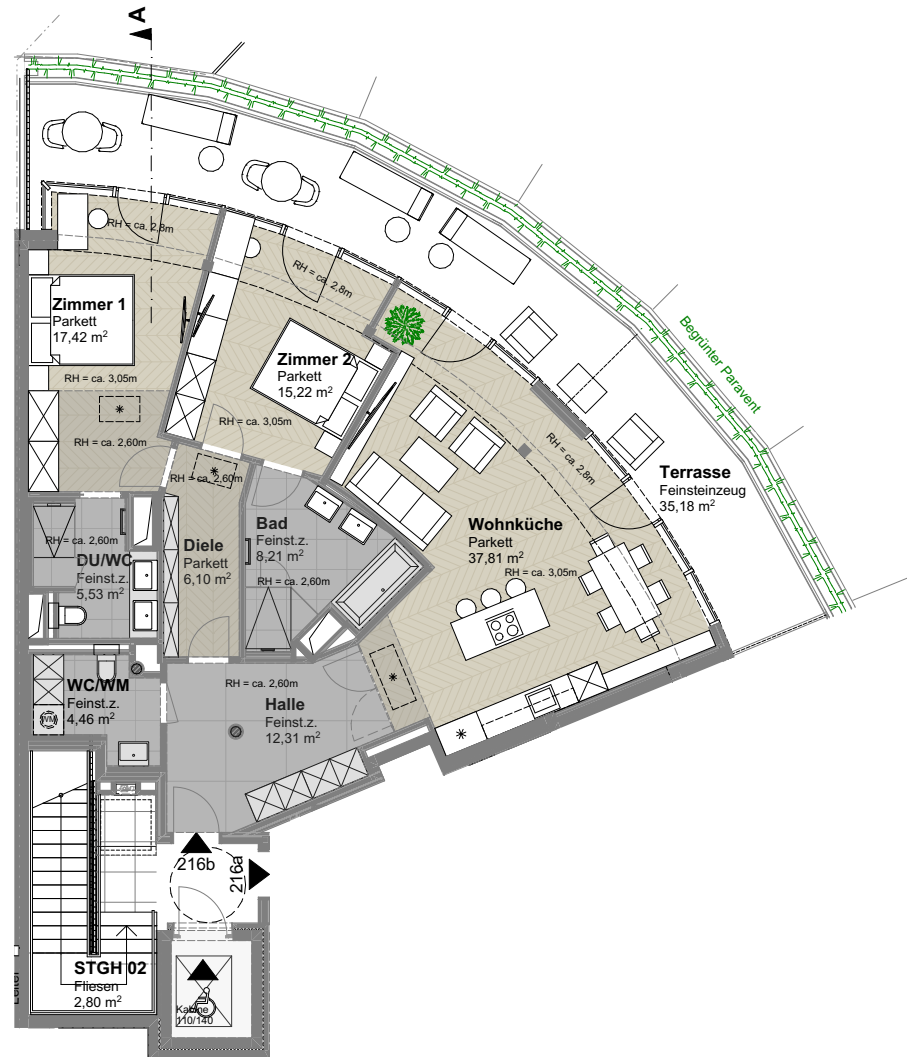 A
RH = ca. 2,8m
Zimmer 1
Parkett
17,42 m²
RH = ca. 3,05m
RH = ca. 2,60m
RH = ca. 2,8m
Zimmer 2
Parkett
15,22 m²
RH = ca. 3,05m
Begrünter Paravent
RH = ca. 2,8m
Terrasse
Feinsteinzeug
35,18 m²
Wohnküche
Parkett
37,81 m²
RH = ca. 3,05m
RH = ca. 2,60m
Diele
Parkett
6,10 m²
Bad
Feinst.z.
8,21 m²
RH = ca. 2,60m
RH = ca. 2,60m
DU/WC
Feinst.z.
5,53 m²
WC/WM
Feinst.z.
4,46 m²
WM
RH = ca. 2,60m
Halle
Feinst.z.
12,31 m²
216b
216a
STGH 02
Fliesen
2,80 m²
Leiter
Kabine
110/140